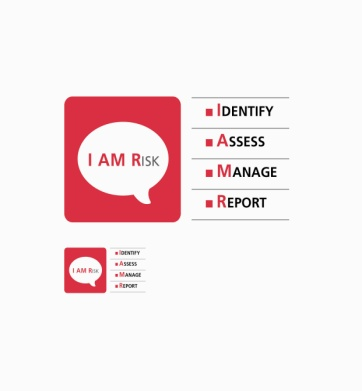 I AM RISK
IDENTIFY
ASSESS
MANAGE
REPORT
I AM RISK
IDENTIFY
ASSESS
MANAGE
REPORT